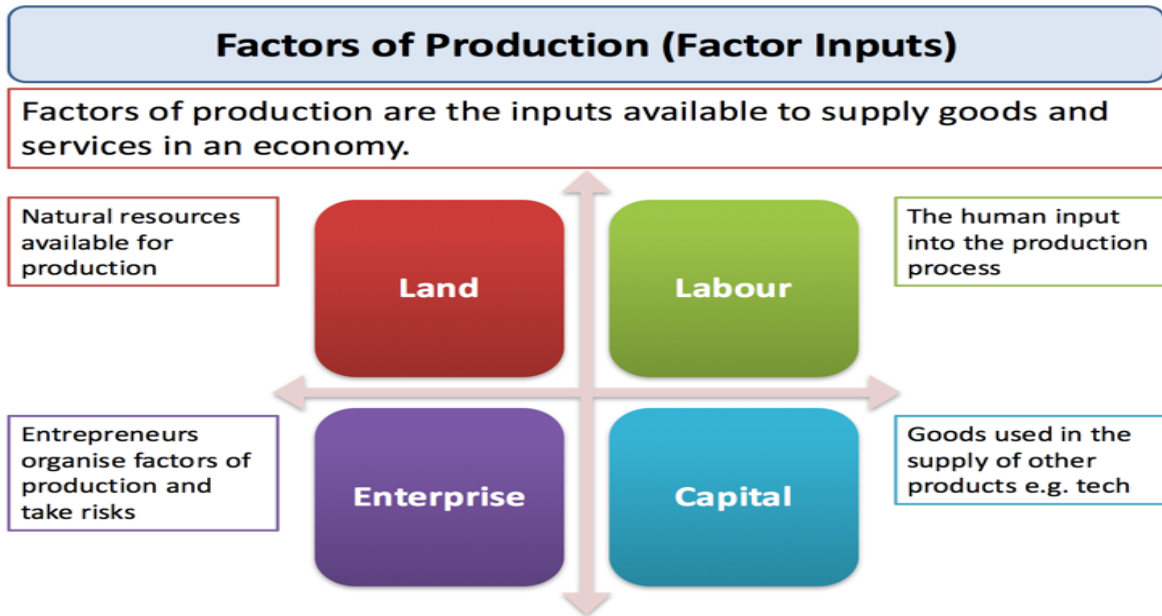 Factors of Production (Factor Inputs)
Factors of production are the inputs available to supply goods and
services in an economy.
Natural resources
available for
production
Land
Labour
The human input
into the production
process
Entrepreneurs
organise factors of
production and
take risks
Enterprise
Capital
Goods used in the
supply of other
products e.g. tech